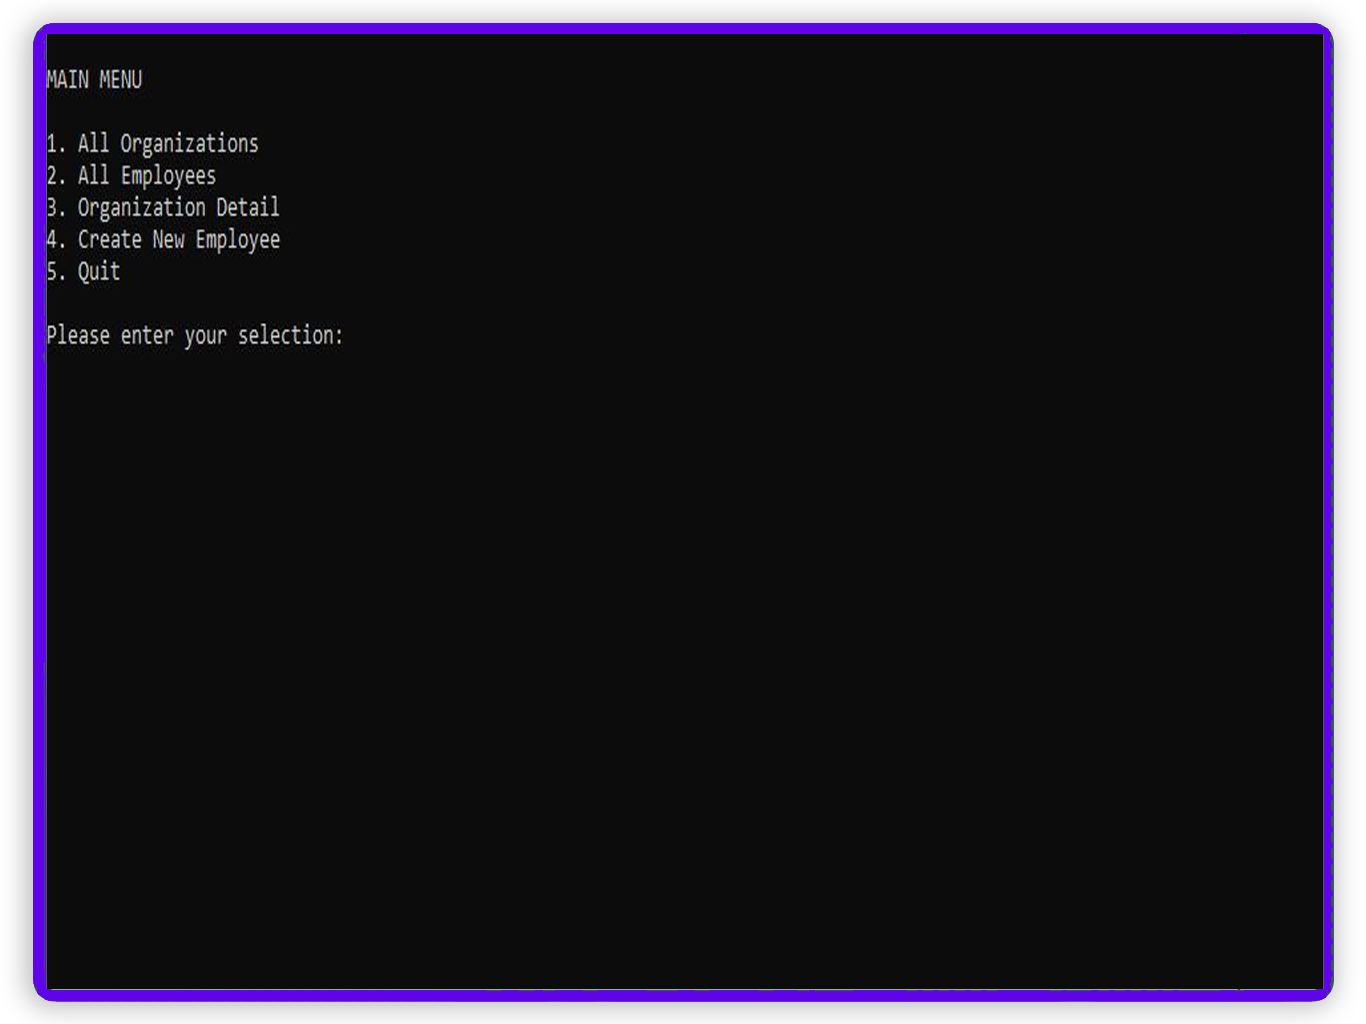 MAIN MENU
1. All Organizations
2. All Employees
3. Organization Detail
4. Create New Employee
5. Quit
Please enter your selection: